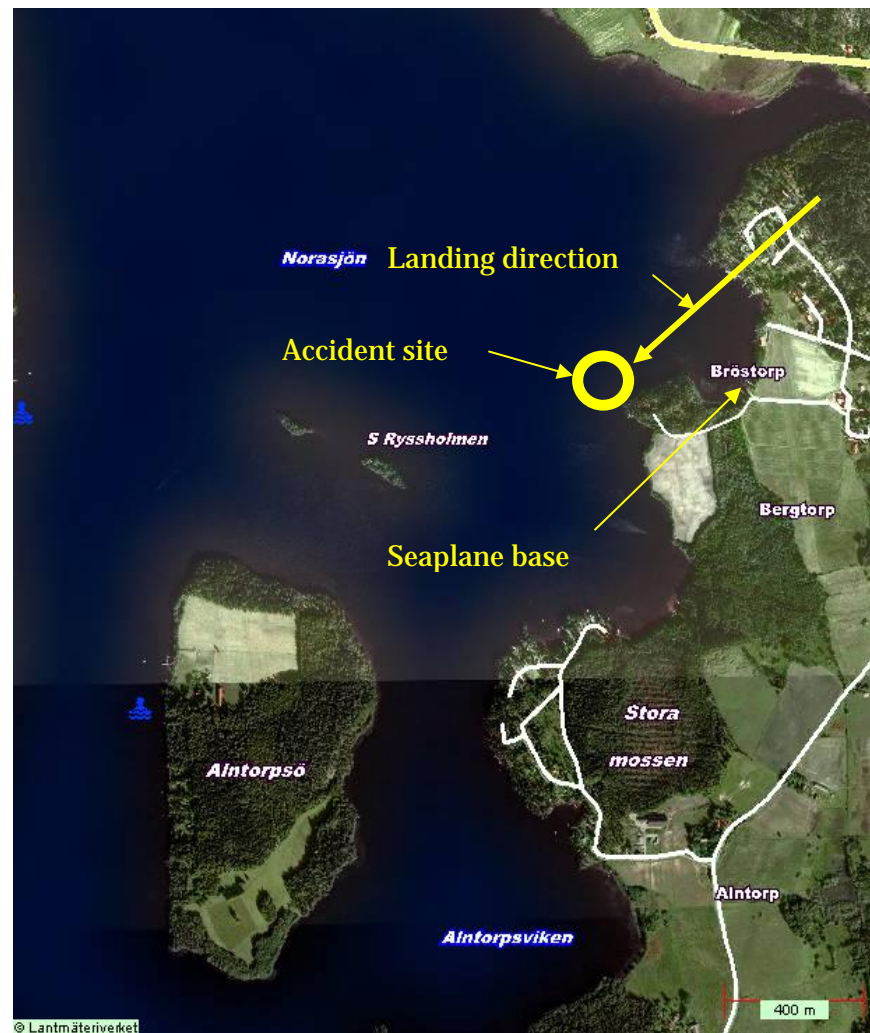 Norasjön
Landing direction
Accident site
Bröstorp
S Ryssholmen
Bergtorp
Seaplane base
Stora
mossen
Alntorpsö
Alntorp
Alntorpsviken
400 m
© Lantmäteriverket